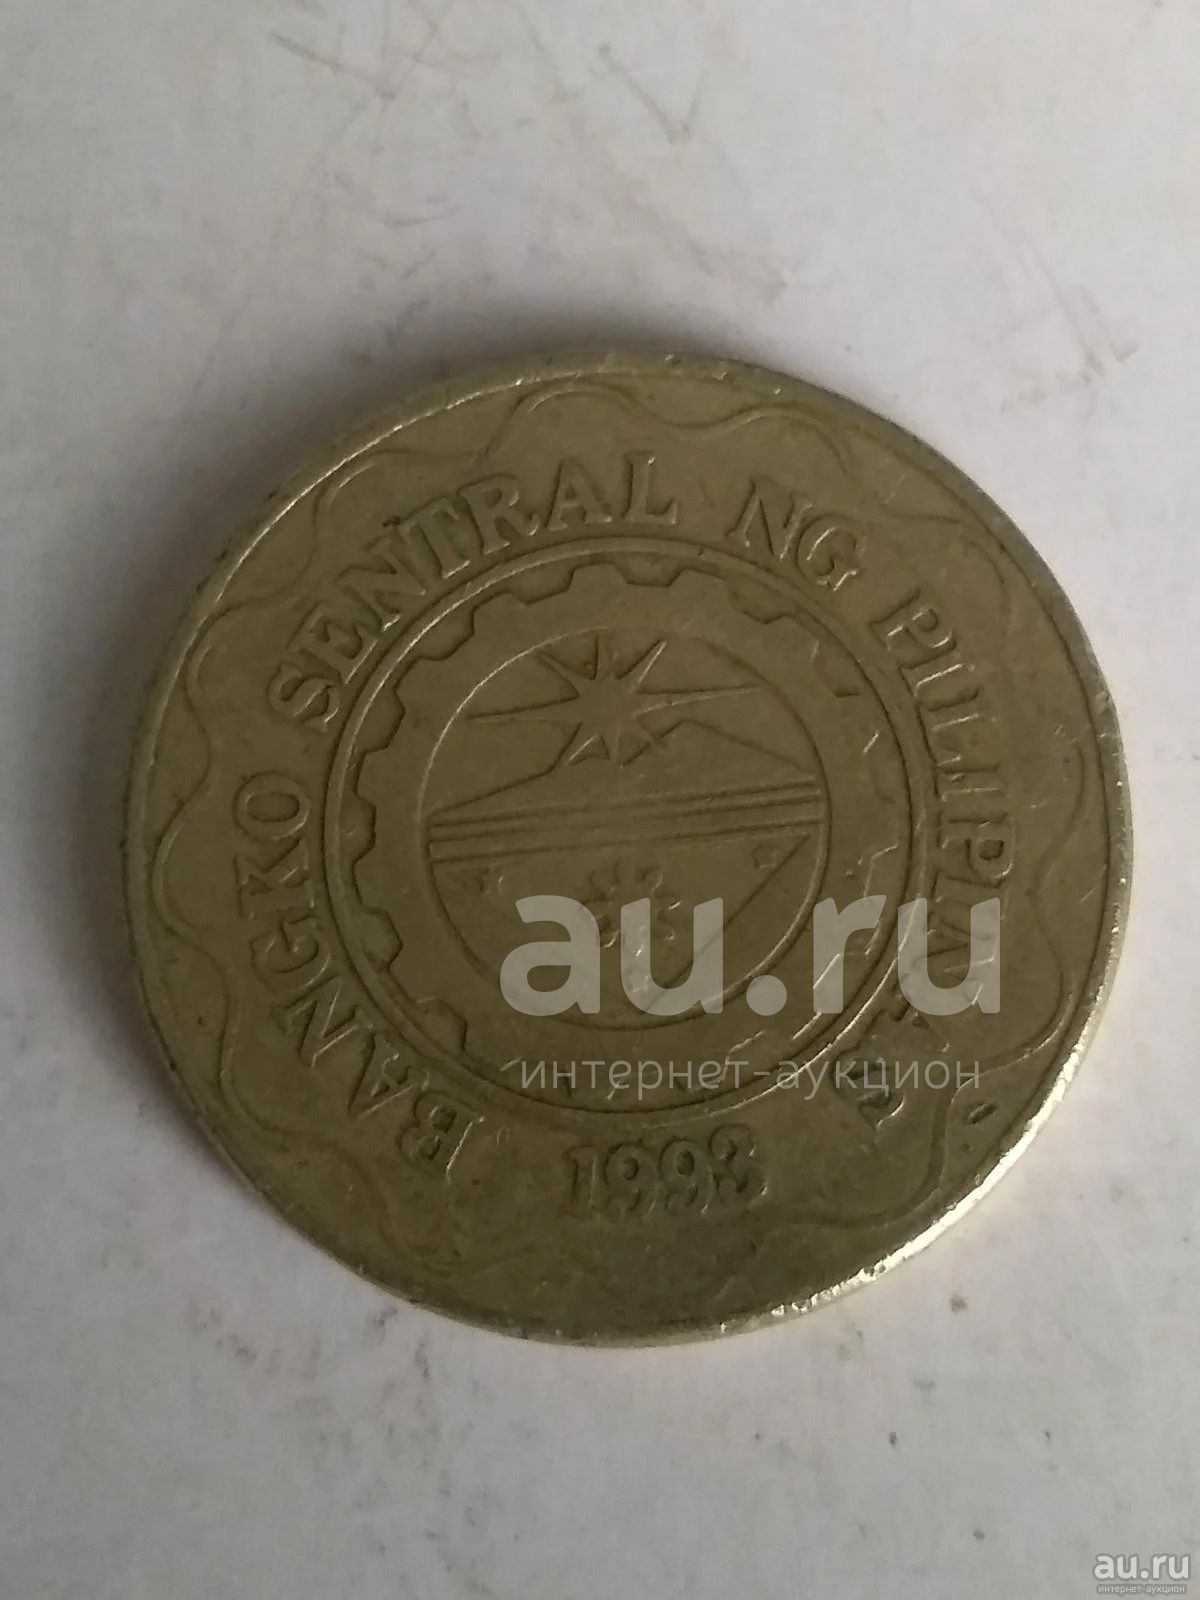 BANGKO SENTRAL NG PILIPINAS
1993
au.ru
интернет-аукцион
au.ru
интернет-аукцион